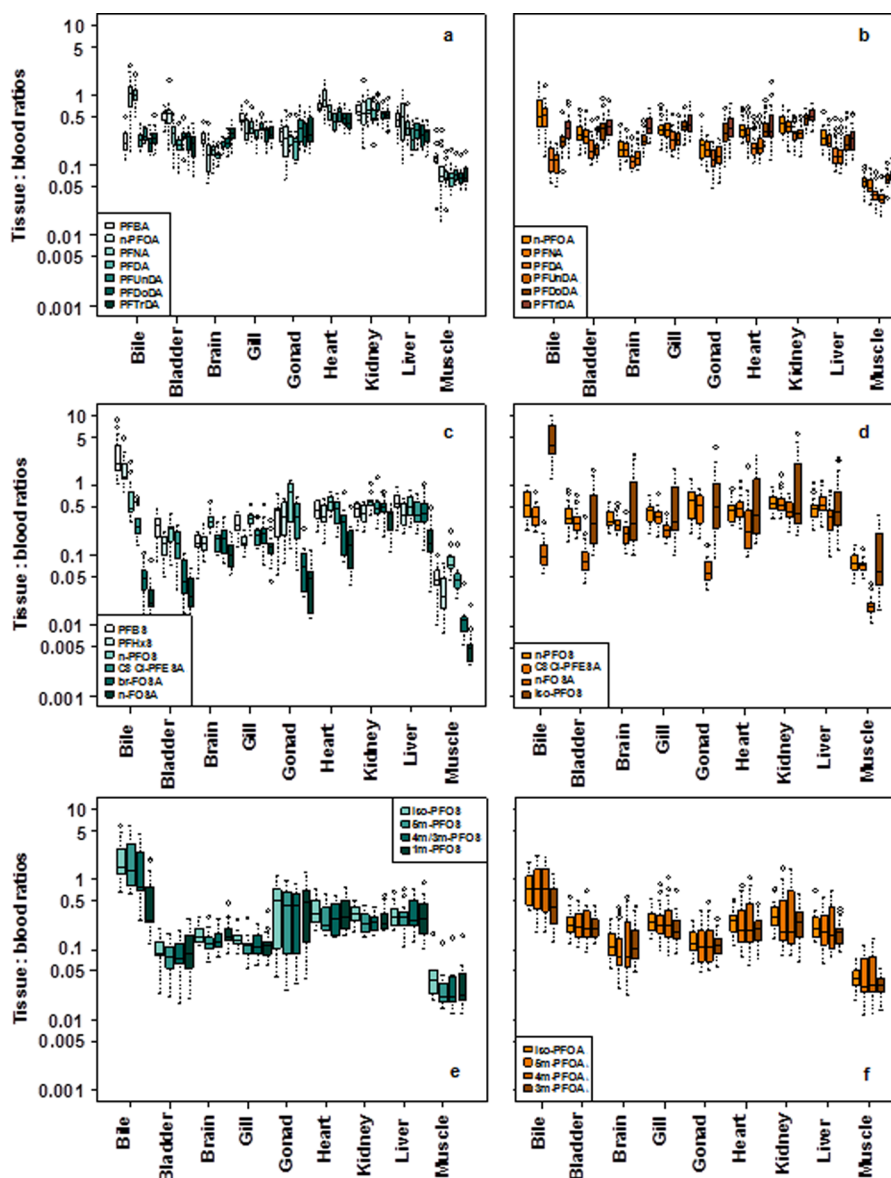 a
b
Tissue : blood ratios
10
5
1
0.5
0.1
0.05
0.01
0.005
0.001
PFBA
n-PFOA
PFNA
PFDA
PFUnDA
PFDoDA
PFTrDA
n-PFOA
PFNA
PFDA
PFUnDA
PFDoDA
PFTrDA
Bile
Bladder
Brain
Gill
Gonad
Heart
Kidney
Liver
Muscle
Bile
Bladder
Brain
Gill
Gonad
Heart
Kidney
Liver
Muscle
c
d
Tissue : blood ratios
10
5
1
0.5
0.1
0.05
0.01
0.005
0.001
PFBS
PFHxS
n-PFOS
C8 Cl-PFESA
br-FOSA
n-FOSA
n-PFOS
C8 Cl-PFESA
n-FOSA
iso-PFOS
Bile
Bladder
Brain
Gill
Gonad
Heart
Kidney
Liver
Muscle
Bile
Bladder
Brain
Gill
Gonad
Heart
Kidney
Liver
Muscle
Tissue : blood ratios
10
5
1
0.5
0.1
0.05
0.01
0.005
0.001
iso-PFOS
5m-PFOS
4m/3m-PFOS
1m-PFOS
e
iso-PFOA
5m-PFOA.
4m-PFOA.
3m-PFOA.
f
Bile
Bladder
Brain
Gill
Gonad
Heart
Kidney
Liver
Muscle
Bile
Bladder
Brain
Gill
Gonad
Heart
Kidney
Liver
Muscle